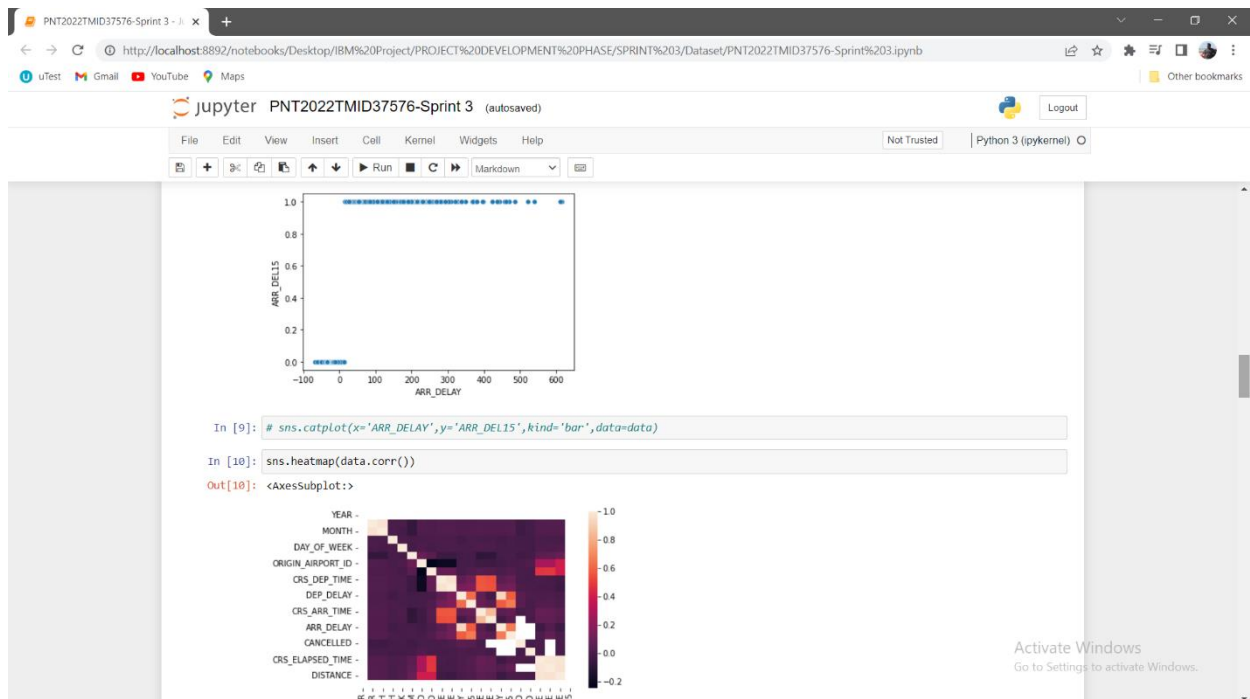 PNT2022TMID37576-Sprint 3 - Ju
http://localhost:8892/notebooks/Desktop/IBM%20Project/PROJECT%20DEVELOPMENT%20PHASE/SPRINT%203/Dataset/PNT2022TMID37576-Sprint%203.ipynb
uTest Gmail YouTube Maps Other bookmarks
jupyter PNT2022TMID37576-Sprint 3 (autosaved) Logout
File Edit View Insert Cell Kernel Widgets Help Not Trusted Python 3 (ipykernel)
Run Markdown
1.0
0.8
0.6
0.4
0.2
0.0
ARR_DEL15
−100 0 100 200 300 400 500 600
ARR_DELAY
In [9]: # sns.catplot(x='ARR_DELAY',y='ARR_DEL15',kind='bar',data=data)
In [10]: sns.heatmap(data.corr())
Out[10]: <AxesSubplot:>
YEAR
MONTH
DAY_OF_WEEK
ORIGIN_AIRPORT_ID
CRS_DEP_TIME
DEP_DELAY
CRS_ARR_TIME
ARR_DELAY
CANCELLED
CRS_ELAPSED_TIME
DISTANCE
1.0
0.8
0.6
0.4
0.2
0.0
−0.2
Activate Windows
Go to Settings to activate Windows.